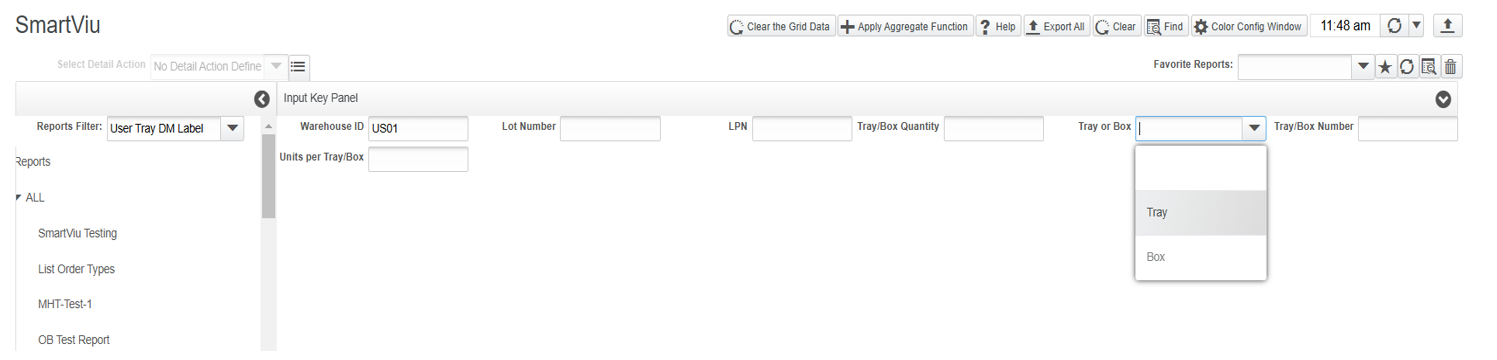 SmartViu
Clear the Grid Data Apply Aggregate Function ? Help Export All Clear Find Color Config Window 11:48 am
Select Detail Action No Detail Action Define Favorite Reports:
Input Key Panel
Reports Filter: User Tray DM Label Warehouse ID US01 Lot Number LPN Tray/Box Quantity Tray or Box Tray/Box Number
Reports Units per Tray/Box
ALL
Tray
SmartViu Testing
Box
List Order Types
MHT-Test-1
OB Test Report